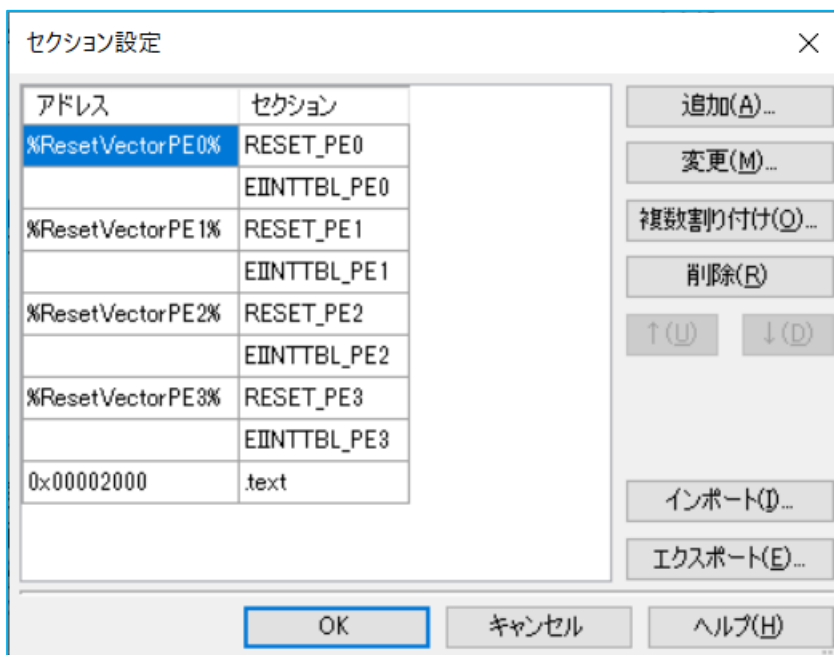 セクション設定
アドレス セクション
%ResetVectorPE0% RESET_PE0
EIINTTBL_PE0
%ResetVectorPE1% RESET_PE1
EIINTTBL_PE1
%ResetVectorPE2% RESET_PE2
EIINTTBL_PE2
%ResetVectorPE3% RESET_PE3
EIINTTBL_PE3
0x00002000 .text
追加(A)...
変更(M)...
複数割り付け(O)...
削除(R)
↑(U) ↓(D)
インポート(I)...
エクスポート(E)...
OK キャンセル ヘルプ(H)